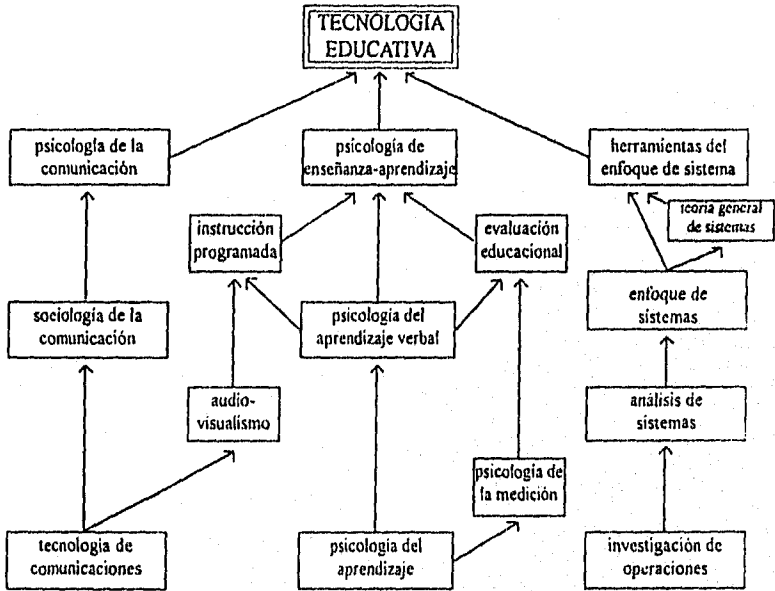 TECNOLOGIA
EDUCATIVA
psicología de la
comunicación
psicología de
enseñanza-aprendizaje
herramientas del
enfoque de sistema
teoría general
de sistemas
instrucción
programada
evaluación
educacional
sociología de la
comunicación
psicología del
aprendizaje verbal
enfoque de
sistemas
audio-
visualismo
análisis de
sistemas
psicología de
la medición
tecnología de
comunicaciones
psicología del
aprendizaje
investigación de
operaciones